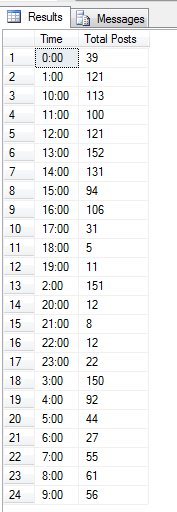 Results Messages
Time Total Posts
1 0:00 39
2 1:00 121
3 10:00 113
4 11:00 100
5 12:00 121
6 13:00 152
7 14:00 131
8 15:00 94
9 16:00 106
10 17:00 31
11 18:00 5
12 19:00 11
13 2:00 151
14 20:00 12
15 21:00 8
16 22:00 12
17 23:00 22
18 3:00 150
19 4:00 92
20 5:00 44
21 6:00 27
22 7:00 55
23 8:00 61
24 9:00 56